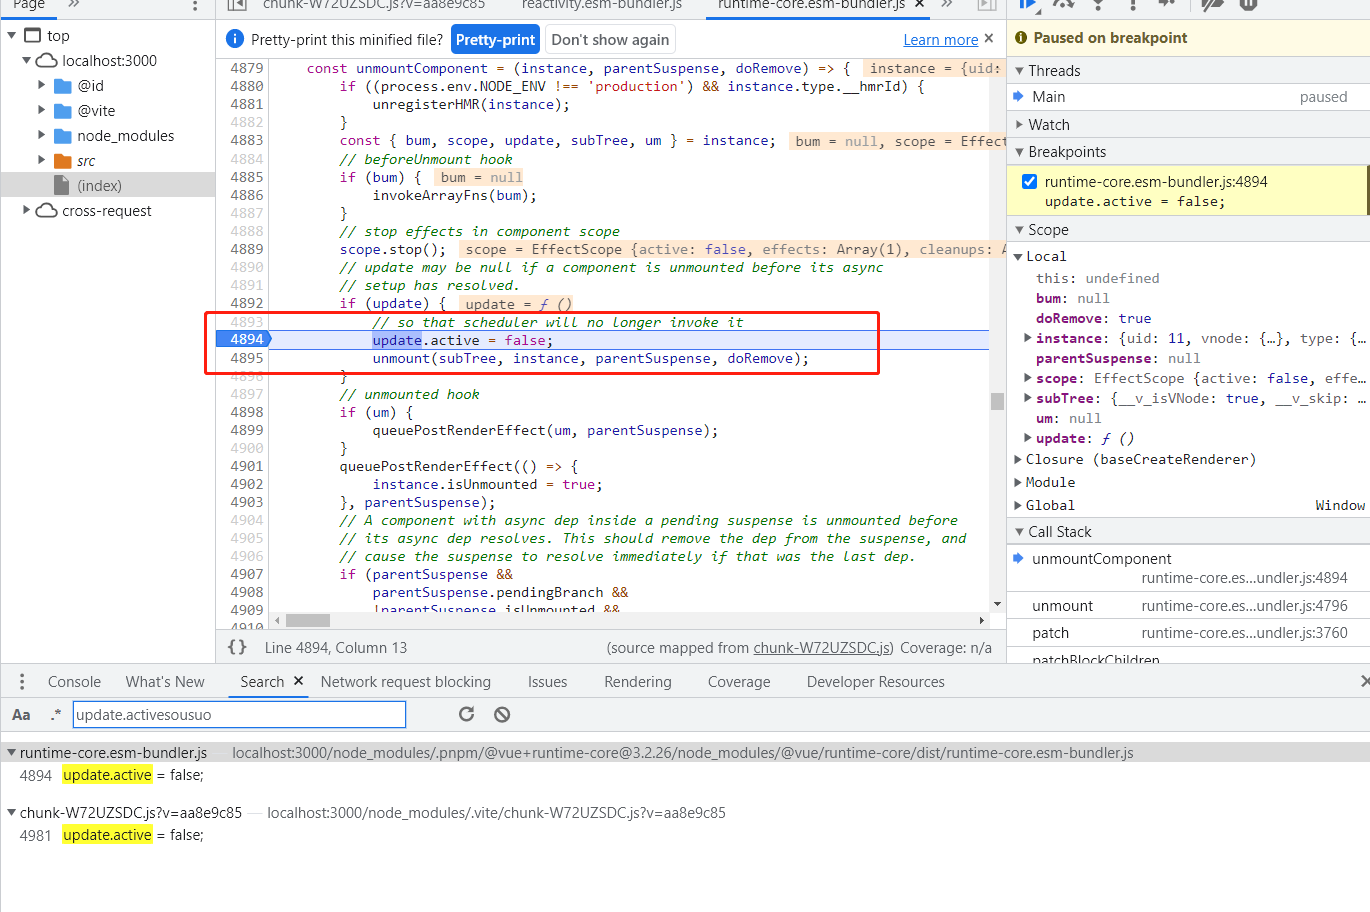 Page
»
chunk-W72UZSDC.js?v=aa8e9c85
reactivity.esm-bundler.js
runtime-core.esm-bundler.js ×
»
top
localhost:3000
@id
@vite
node_modules
src
(index)
cross-request
Pretty-print this minified file?
Pretty-print
Don't show again
Learn more ×
4879 const unmountComponent = (instance, parentSuspense, doRemove) => { instance = {uid:
4880 if ((process.env.NODE_ENV !== 'production') && instance.type.__hmrId) {
4881 unregisterHMR(instance);
4882 }
4883 const { bum, scope, update, subTree, um } = instance; bum = null, scope = Effect
4884 // beforeUnmount hook
4885 if (bum) { bum = null
4886 invokeArrayFns(bum);
4887 }
4888 // stop effects in component scope
4889 scope.stop(); scope = EffectScope {active: false, effects: Array(1), cleanups: A
4890 // update may be null if a component is unmounted before its async
4891 // setup has resolved.
4892 if (update) { update = ƒ ()
4893 // so that scheduler will no longer invoke it
4894 update.active = false;
4895 unmount(subTree, instance, parentSuspense, doRemove);
4896 }
4897 // unmounted hook
4898 if (um) {
4899 queuePostRenderEffect(um, parentSuspense);
4900 }
4901 queuePostRenderEffect(() => {
4902 instance.isUnmounted = true;
4903 }, parentSuspense);
4904 // A component with async dep inside a pending suspense is unmounted before
4905 // its async dep resolves. This should remove the dep from the suspense, and
4906 // cause the suspense to resolve immediately if that was the last dep.
4907 if (parentSuspense &&
4908 parentSuspense.pendingBranch &&
4909 !parentSuspense.isUnmounted &&
4910
{} Line 4894, Column 13
(source mapped from chunk-W72UZSDC.js) Coverage: n/a
Paused on breakpoint
Threads
Main paused
Watch
Breakpoints
runtime-core.esm-bundler.js:4894
update.active = false;
Scope
Local
this: undefined
bum: null
doRemove: true
instance: {uid: 11, vnode: {…}, type: {…
parentSuspense: null
scope: EffectScope {active: false, effe…
subTree: {__v_isVNode: true, __v_skip: …
um: null
update: ƒ ()
Closure (baseCreateRenderer)
Module
Global Window
Call Stack
unmountComponent
runtime-core.es…undler.js:4894
unmount runtime-core.es…undler.js:4796
patch runtime-core.es…undler.js:3760
patchBlockChildren
Console
What's New
Search ×
Network request blocking
Issues
Rendering
Coverage
Developer Resources
×
Aa .* update.activesousuo
runtime-core.esm-bundler.js — localhost:3000/node_modules/.pnpm/@vue+runtime-core@3.2.26/node_modules/@vue/runtime-core/dist/runtime-core.esm-bundler.js
4894 update.active = false;
chunk-W72UZSDC.js?v=aa8e9c85 — localhost:3000/node_modules/.vite/chunk-W72UZSDC.js?v=aa8e9c85
4981 update.active = false;